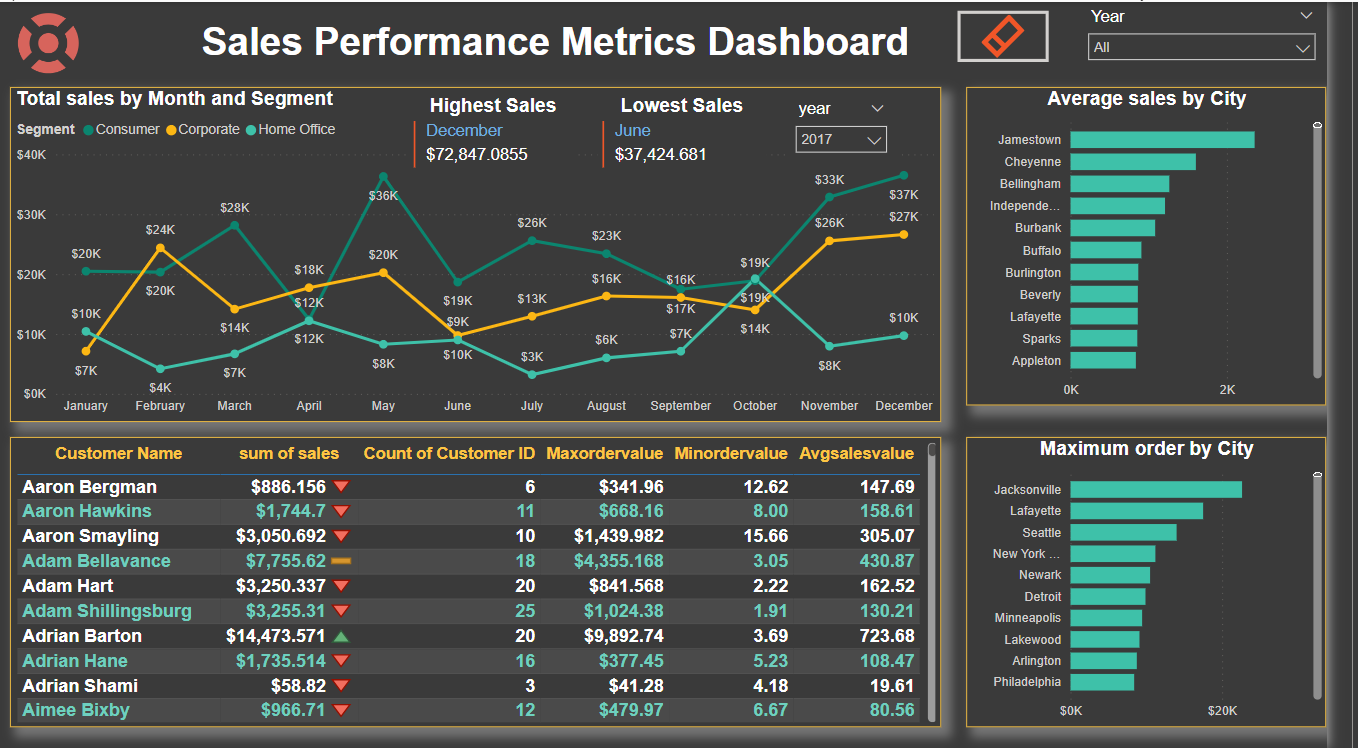 Sales Performance Metrics Dashboard
Year
All
Total sales by Month and Segment
Segment Consumer Corporate Home Office
Highest Sales
December
$72,847.0855
Lowest Sales
June
$37,424.681
year
2017
$40K
$30K
$20K
$10K
$0K
$20K
$24K
$28K
$18K
$36K
$20K
$26K
$23K
$16K
$19K
$33K
$37K
$27K
$26K
$10K
$20K
$14K
$12K
$12K
$19K
$9K
$13K
$16K
$17K
$19K
$14K
$7K
$4K
$7K
$8K
$10K
$3K
$6K
$7K
$8K
$10K
January February March April May June July August September October November December
Average sales by City
Jamestown
Cheyenne
Bellingham
Independe...
Burbank
Buffalo
Burlington
Beverly
Lafayette
Sparks
Appleton
0K 2K
Customer Name sum of sales Count of Customer ID Maxordervalue Minordervalue Avgsalesvalue
Aaron Bergman $886.156 6 $341.96 12.62 147.69
Aaron Hawkins $1,744.7 11 $668.16 8.00 158.61
Aaron Smayling $3,050.692 10 $1,439.982 15.66 305.07
Adam Bellavance $7,755.62 18 $4,355.168 3.05 430.87
Adam Hart $3,250.337 20 $841.568 2.22 162.52
Adam Shillingsburg $3,255.31 25 $1,024.38 1.91 130.21
Adrian Barton $14,473.571 20 $9,892.74 3.69 723.68
Adrian Hane $1,735.514 16 $377.45 5.23 108.47
Adrian Shami $58.82 3 $41.28 4.18 19.61
Aimee Bixby $966.71 12 $479.97 6.67 80.56
Maximum order by City
Jacksonville
Lafayette
Seattle
New York ...
Newark
Detroit
Minneapolis
Lakewood
Arlington
Philadelphia
$0K $20K